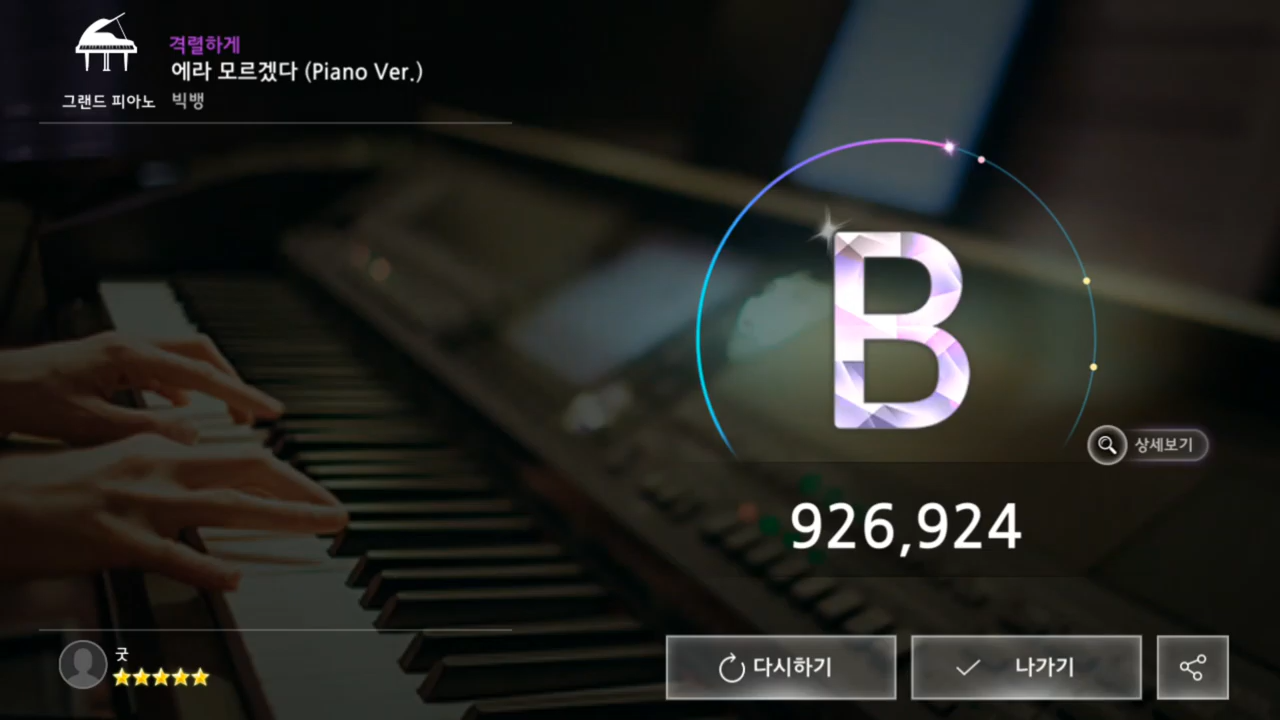 격렬하게
에라 모르겠다 (Piano Ver.)
그랜드 피아노
빅뱅
B
상세보기
926,924
굿
다시하기
나가기